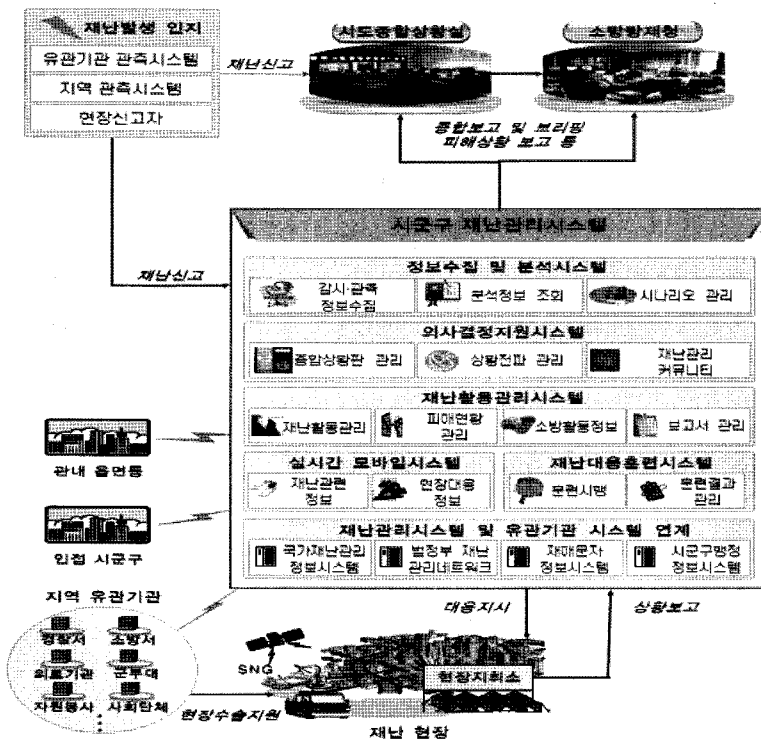 재난발생 인지
유관기관 관측시스템
지역 관측시스템
현장신고자
재난신고
시도종합상황실
소방방재청
종합보고 및 브리핑
피해상황 보고 등
재난신고
시군구 재난관리시스템
정보수집 및 분석시스템
감시·관측
정보수집
분석정보 조회
시나리오 관리
의사결정지원시스템
종합상황판 관리
상황전파 관리
재난관리
커뮤니티
재난활동관리시스템
재난활동관리
피해현황
관리
소방활동정보
보고서 관리
실시간 모바일시스템
재난대응훈련시스템
재난관련
정보
현장대응
정보
훈련시행
훈련결과
관리
재난관리시스템 및 유관기관 시스템 연계
국가재난관리
정보시스템
범정부 재난
관리네트워크
재해문자
정보시스템
시군구행정
정보시스템
관내 읍면동
인접 시군구
지역 유관기관
경찰서
소방서
의료기관
군부대
자원봉사
사회단체
대응지시
상황보고
SNG
현장지휘소
현장수습지원
재난 현장